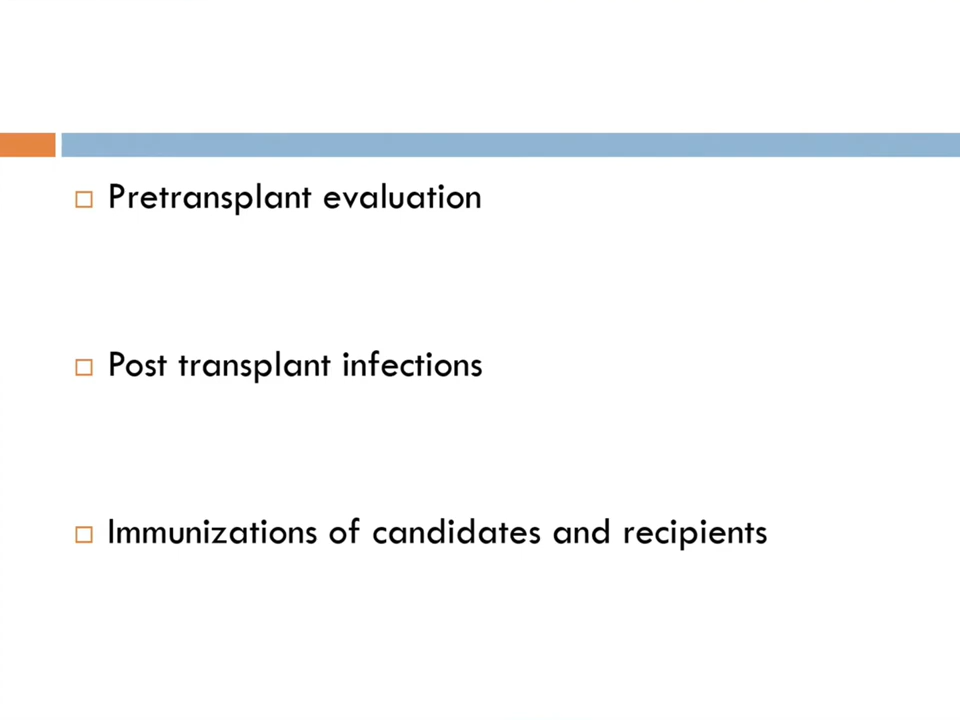 Pretransplant evaluation
Post transplant infections
Immunizations of candidates and recipients